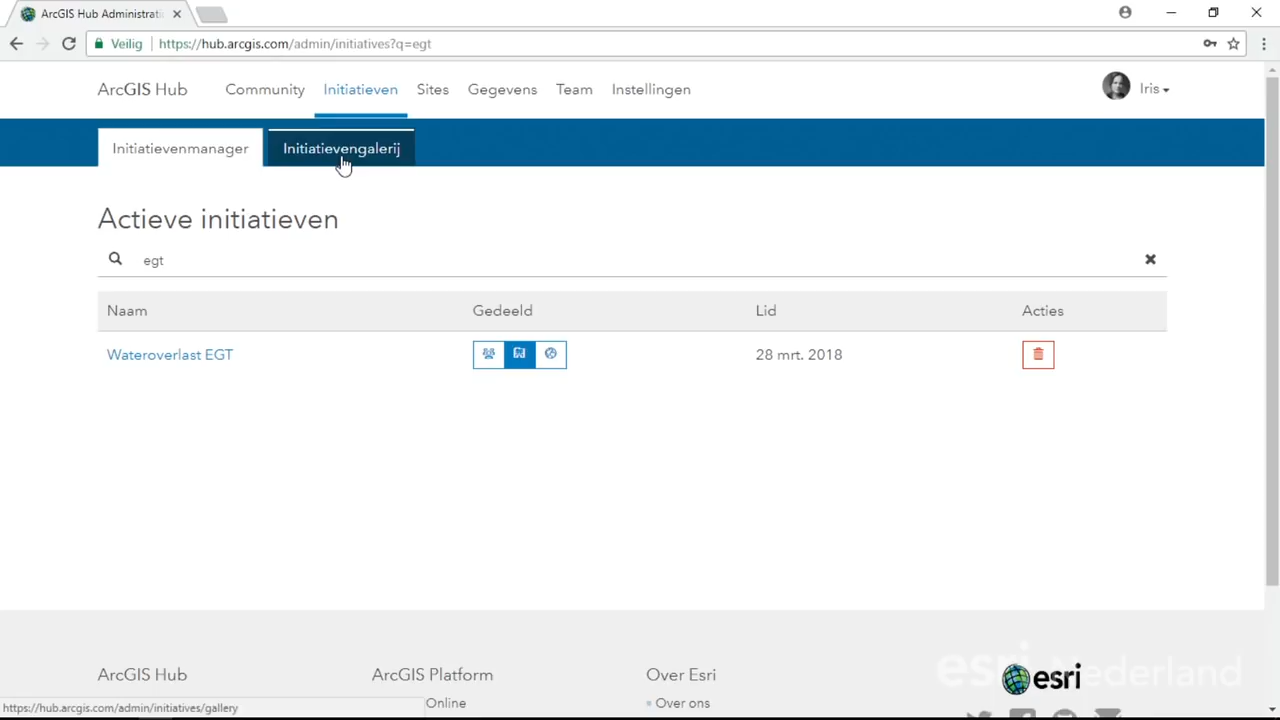 ArcGIS Hub Administrati
Veilig https://hub.arcgis.com/admin/initiatives?q=egt
ArcGIS Hub Community Initiatieven Sites Gegevens Team Instellingen Iris
Initiatievenmanager Initiatievengalerij
Actieve initiatieven
egt
Naam Gedeeld Lid Acties
Wateroverlast EGT 28 mrt. 2018
ArcGIS Hub ArcGIS Platform Over Esri esri
esri Nederland
https://hub.arcgis.com/admin/initiatives/gallery Online Over ons